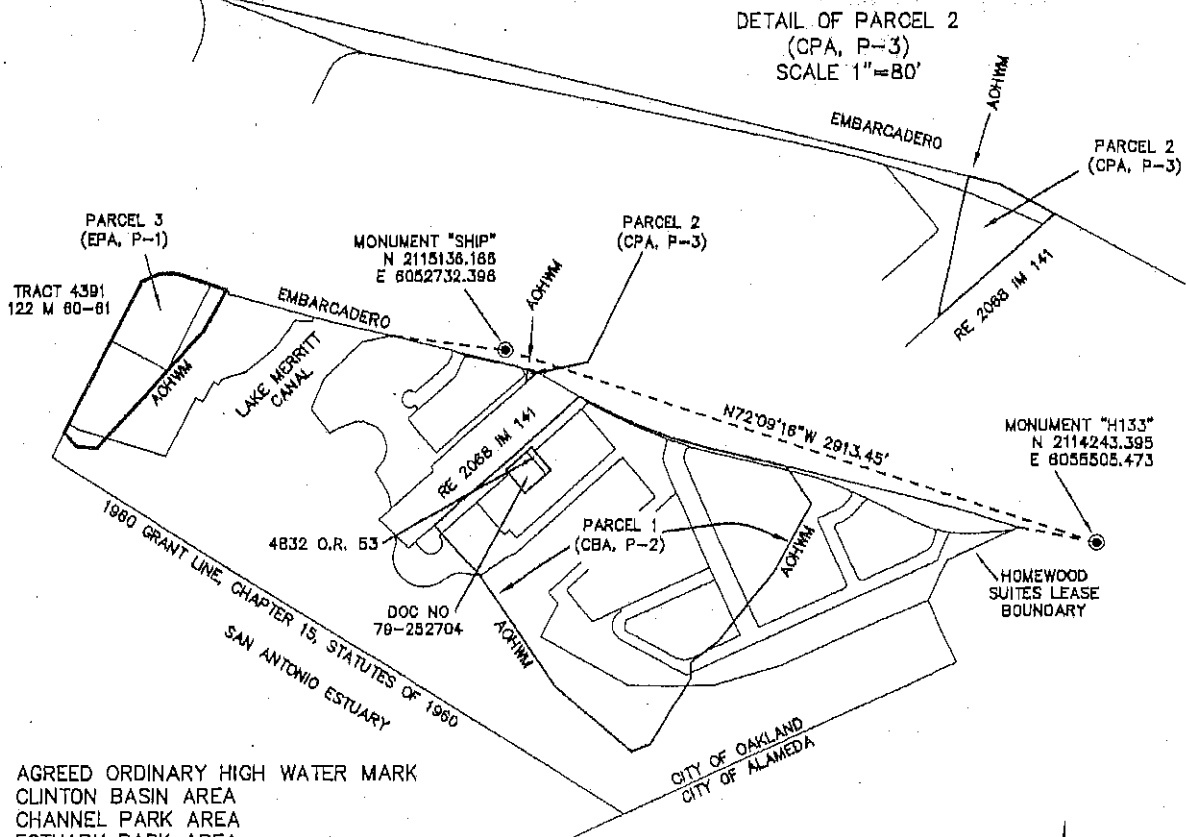 DETAIL OF PARCEL 2
(CPA, P-3)
SCALE 1"=80'
AOHWM
EMBARCADERO
PARCEL 2
(CPA, P-3)
RE 2068 IM 141
PARCEL 3
(EPA, P-1)
TRACT 4391
122 M 60-61
AOHWM
EMBARCADERO
LAKE MERRITT
CANAL
MONUMENT "SHIP"
N 2115136.166
E 6052732.396
AOHWM
PARCEL 2
(CPA, P-3)
RE 2068 IM 141
N72°09'16"W 2913.45'
MONUMENT "H133"
N 2114243.395
E 6055505.473
4832 O.R. 53
PARCEL 1
(CBA, P-2)
AOHWM
HOMEWOOD
SUITES LEASE
BOUNDARY
DOC NO
79-252704
AOHWM
1960 GRANT LINE, CHAPTER 15, STATUTES OF 1960
SAN ANTONIO ESTUARY
CITY OF OAKLAND
CITY OF ALAMEDA
AGREED ORDINARY HIGH WATER MARK
CLINTON BASIN AREA
CHANNEL PARK AREA
ESTUARY PARK AREA